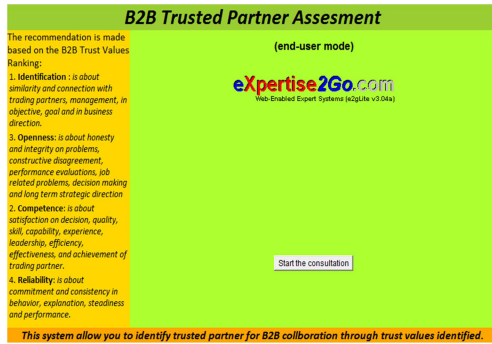 B2B Trusted Partner Assesment
The recommendation is made
based on the B2B Trust Values
Ranking:
1. Identification : is about
similarity and connection with
trading partners, management, in
objective, goal and in business
direction.
3. Openness: is about honesty
and integrity on problems,
constructive disagreement,
performance evaluations, job
related problems, decision making
and long term strategic direction
2. Competence: is about
satisfaction on decision, quality,
skill, capability, experience,
leadership, efficiency,
effectiveness, and achievement of
trading partner.
4. Reliability: is about
commitment and consistency in
behavior, explanation, steadiness
and performance.
(end-user mode)
eXpertise2Go.com
Web-Enabled Expert Systems (e2gLite v3.04a)
Start the consultation
This system allow you to identify trusted partner for B2B collboration through trust values identified.